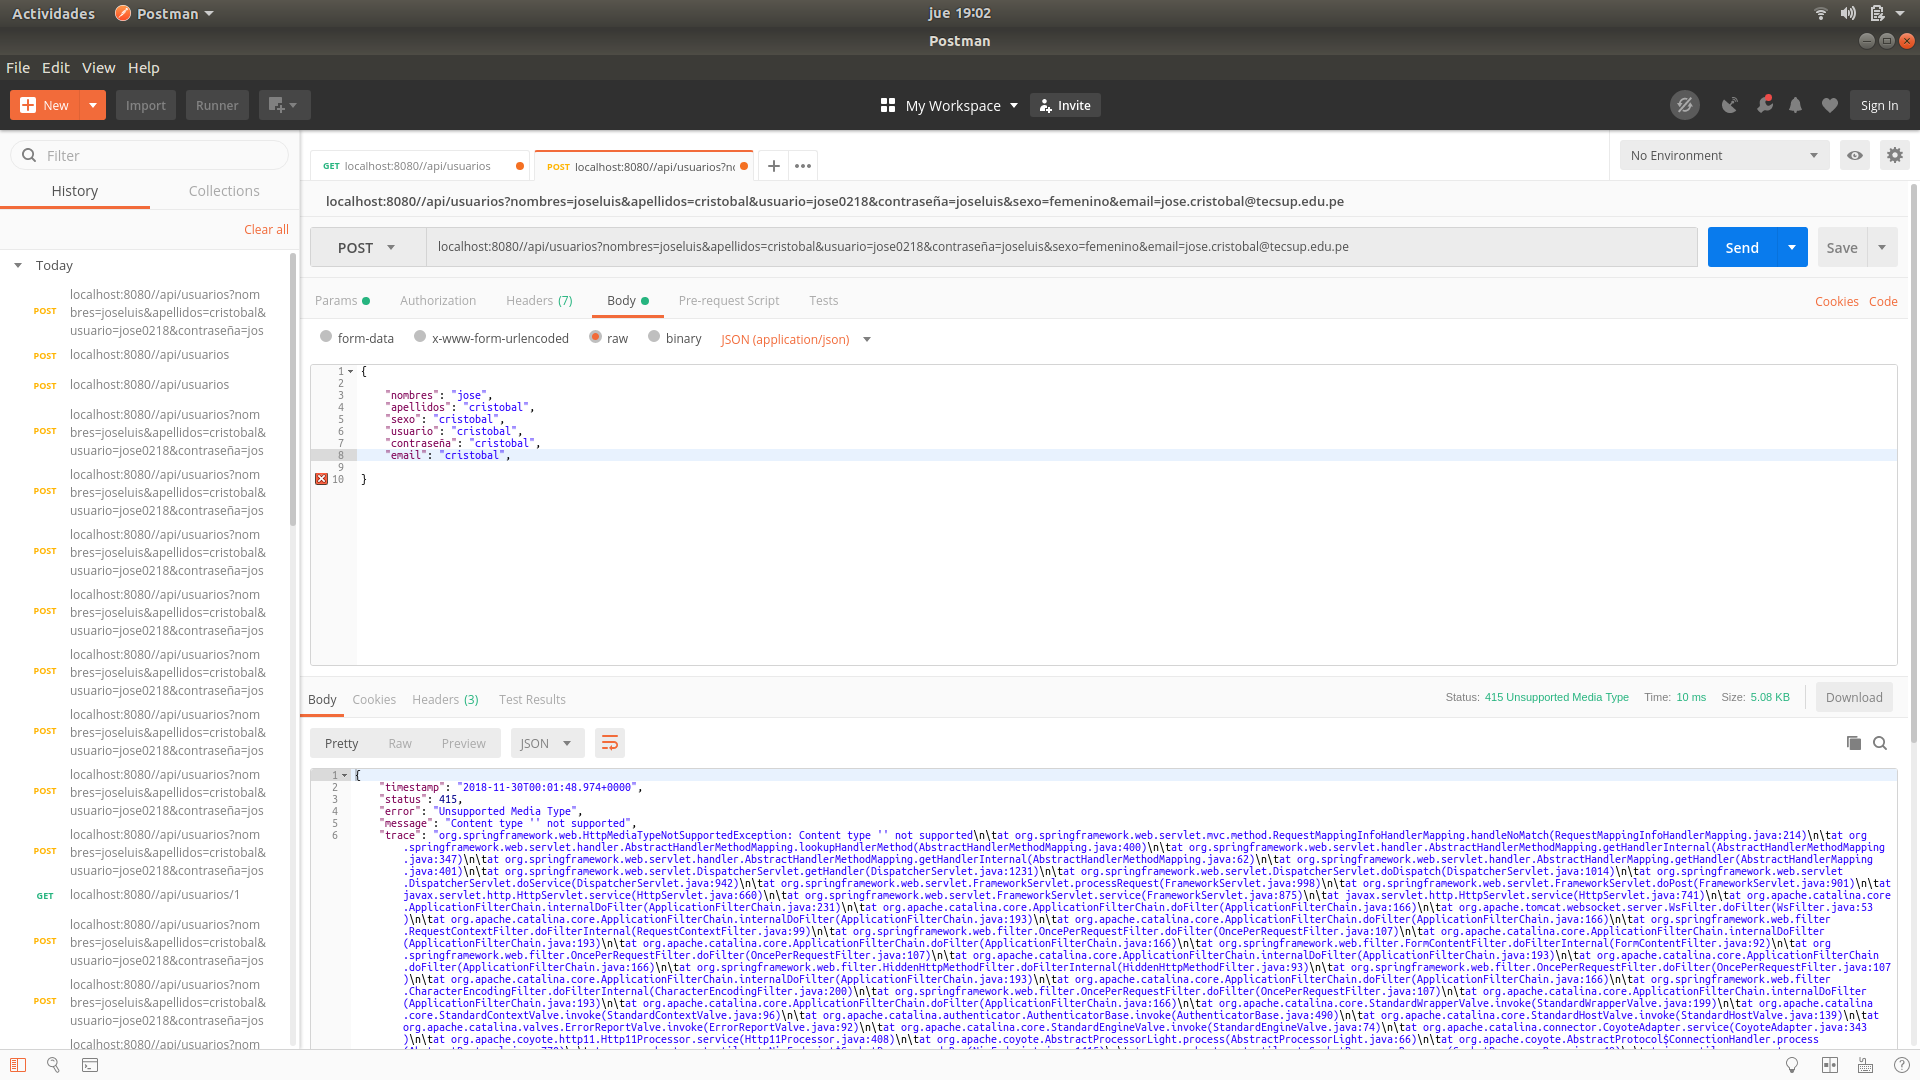 Actividades
Postman
jue 19:02
Postman
File Edit View Help
New
Import
Runner
My Workspace
Invite
Sign In
Filter
History
Collections
Clear all
Today
POST localhost:8080//api/usuarios?nom
bres=joseluis&apellidos=cristobal&
usuario=jose0218&contraseña=jos
POST localhost:8080//api/usuarios
POST localhost:8080//api/usuarios
POST localhost:8080//api/usuarios?nom
bres=joseluis&apellidos=cristobal&
usuario=jose0218&contraseña=jos
POST localhost:8080//api/usuarios?nom
bres=joseluis&apellidos=cristobal&
usuario=jose0218&contraseña=jos
POST localhost:8080//api/usuarios?nom
bres=joseluis&apellidos=cristobal&
usuario=jose0218&contraseña=jos
POST localhost:8080//api/usuarios?nom
bres=joseluis&apellidos=cristobal&
usuario=jose0218&contraseña=jos
POST localhost:8080//api/usuarios?nom
bres=joseluis&apellidos=cristobal&
usuario=jose0218&contraseña=jos
POST localhost:8080//api/usuarios?nom
bres=joseluis&apellidos=cristobal&
usuario=jose0218&contraseña=jos
POST localhost:8080//api/usuarios?nom
bres=joseluis&apellidos=cristobal&
usuario=jose0218&contraseña=jos
POST localhost:8080//api/usuarios?nom
bres=joseluis&apellidos=cristobal&
usuario=jose0218&contraseña=jos
GET localhost:8080//api/usuarios/1
POST localhost:8080//api/usuarios?nom
bres=joseluis&apellidos=cristobal&
usuario=jose0218&contraseña=jos
POST localhost:8080//api/usuarios?nom
bres=joseluis&apellidos=cristobal&
usuario=jose0218&contraseña=jos
localhost:8080//api/usuarios?nom
GET localhost:8080//api/usuarios
POST localhost:8080//api/usuarios?n
No Environment
localhost:8080//api/usuarios?nombres=joseluis&apellidos=cristobal&usuario=jose0218&contraseña=joseluis&sexo=femenino&email=jose.cristobal@tecsup.edu.pe
POST
localhost:8080//api/usuarios?nombres=joseluis&apellidos=cristobal&usuario=jose0218&contraseña=joseluis&sexo=femenino&email=jose.cristobal@tecsup.edu.pe
Send
Save
Params
Authorization
Headers (7)
Body
Pre-request Script
Tests
Cookies Code
form-data
x-www-form-urlencoded
raw
binary
JSON (application/json)
1 {
2
3 "nombres": "jose",
4 "apellidos": "cristobal",
5 "sexo": "cristobal",
6 "usuario": "cristobal",
7 "contraseña": "cristobal",
8 "email": "cristobal",
9
10 }
Body
Cookies
Headers (3)
Test Results
Status: 415 Unsupported Media Type
Time: 10 ms
Size: 5.08 KB
Download
Pretty
Raw
Preview
JSON
1 {
2 "timestamp": "2018-11-30T00:01:48.974+0000",
3 "status": 415,
4 "error": "Unsupported Media Type",
5 "message": "Content type '' not supported",
6 "trace": "org.springframework.web.HttpMediaTypeNotSupportedException: Content type '' not supported\n\tat org.springframework.web.servlet.mvc.method.RequestMappingInfoHandlerMapping.handleNoMatch(RequestMappingInfoHandlerMapping.java:214)\n\tat org
.springframework.web.servlet.handler.AbstractHandlerMethodMapping.lookupHandlerMethod(AbstractHandlerMethodMapping.java:400)\n\tat org.springframework.web.servlet.handler.AbstractHandlerMethodMapping.getHandlerInternal(AbstractHandlerMethodMapping
.java:347)\n\tat org.springframework.web.servlet.handler.AbstractHandlerMethodMapping.getHandlerInternal(AbstractHandlerMethodMapping.java:62)\n\tat org.springframework.web.servlet.handler.AbstractHandlerMapping.getHandler(AbstractHandlerMapping
.java:401)\n\tat org.springframework.web.servlet.DispatcherServlet.getHandler(DispatcherServlet.java:1231)\n\tat org.springframework.web.servlet.DispatcherServlet.doDispatch(DispatcherServlet.java:1014)\n\tat org.springframework.web.servlet
.DispatcherServlet.doService(DispatcherServlet.java:942)\n\tat org.springframework.web.servlet.FrameworkServlet.processRequest(FrameworkServlet.java:998)\n\tat org.springframework.web.servlet.FrameworkServlet.doPost(FrameworkServlet.java:901)\n\tat
javax.servlet.http.HttpServlet.service(HttpServlet.java:660)\n\tat org.springframework.web.servlet.FrameworkServlet.service(FrameworkServlet.java:875)\n\tat javax.servlet.http.HttpServlet.service(HttpServlet.java:741)\n\tat org.apache.catalina.core
.ApplicationFilterChain.internalDoFilter(ApplicationFilterChain.java:231)\n\tat org.apache.catalina.core.ApplicationFilterChain.doFilter(ApplicationFilterChain.java:166)\n\tat org.apache.tomcat.websocket.server.WsFilter.doFilter(WsFilter.java:53
)\n\tat org.apache.catalina.core.ApplicationFilterChain.internalDoFilter(ApplicationFilterChain.java:193)\n\tat org.apache.catalina.core.ApplicationFilterChain.doFilter(ApplicationFilterChain.java:166)\n\tat org.springframework.web.filter
.RequestContextFilter.doFilterInternal(RequestContextFilter.java:99)\n\tat org.springframework.web.filter.OncePerRequestFilter.doFilter(OncePerRequestFilter.java:107)\n\tat org.apache.catalina.core.ApplicationFilterChain.internalDoFilter
(ApplicationFilterChain.java:193)\n\tat org.apache.catalina.core.ApplicationFilterChain.doFilter(ApplicationFilterChain.java:166)\n\tat org.springframework.web.filter.FormContentFilter.doFilterInternal(FormContentFilter.java:92)\n\tat org
.springframework.web.filter.OncePerRequestFilter.doFilter(OncePerRequestFilter.java:107)\n\tat org.apache.catalina.core.ApplicationFilterChain.internalDoFilter(ApplicationFilterChain.java:193)\n\tat org.apache.catalina.core.ApplicationFilterChain
.doFilter(ApplicationFilterChain.java:166)\n\tat org.springframework.web.filter.HiddenHttpMethodFilter.doFilterInternal(HiddenHttpMethodFilter.java:93)\n\tat org.springframework.web.filter.OncePerRequestFilter.doFilter(OncePerRequestFilter.java:107
)\n\tat org.apache.catalina.core.ApplicationFilterChain.internalDoFilter(ApplicationFilterChain.java:193)\n\tat org.apache.catalina.core.ApplicationFilterChain.doFilter(ApplicationFilterChain.java:166)\n\tat org.springframework.web.filter
.CharacterEncodingFilter.doFilterInternal(CharacterEncodingFilter.java:200)\n\tat org.springframework.web.filter.OncePerRequestFilter.doFilter(OncePerRequestFilter.java:107)\n\tat org.apache.catalina.core.ApplicationFilterChain.internalDoFilter
(ApplicationFilterChain.java:193)\n\tat org.apache.catalina.core.ApplicationFilterChain.doFilter(ApplicationFilterChain.java:166)\n\tat org.apache.catalina.core.StandardWrapperValve.invoke(StandardWrapperValve.java:199)\n\tat org.apache.catalina
.core.StandardContextValve.invoke(StandardContextValve.java:96)\n\tat org.apache.catalina.authenticator.AuthenticatorBase.invoke(AuthenticatorBase.java:490)\n\tat org.apache.catalina.core.StandardHostValve.invoke(StandardHostValve.java:139)\n\tat
org.apache.catalina.valves.ErrorReportValve.invoke(ErrorReportValve.java:92)\n\tat org.apache.catalina.core.StandardEngineValve.invoke(StandardEngineValve.java:74)\n\tat org.apache.catalina.connector.CoyoteAdapter.service(CoyoteAdapter.java:343
)\n\tat org.apache.coyote.http11.Http11Processor.service(Http11Processor.java:408)\n\tat org.apache.coyote.AbstractProcessorLight.process(AbstractProcessorLight.java:66)\n\tat org.apache.coyote.AbstractProtocol$ConnectionHandler.process